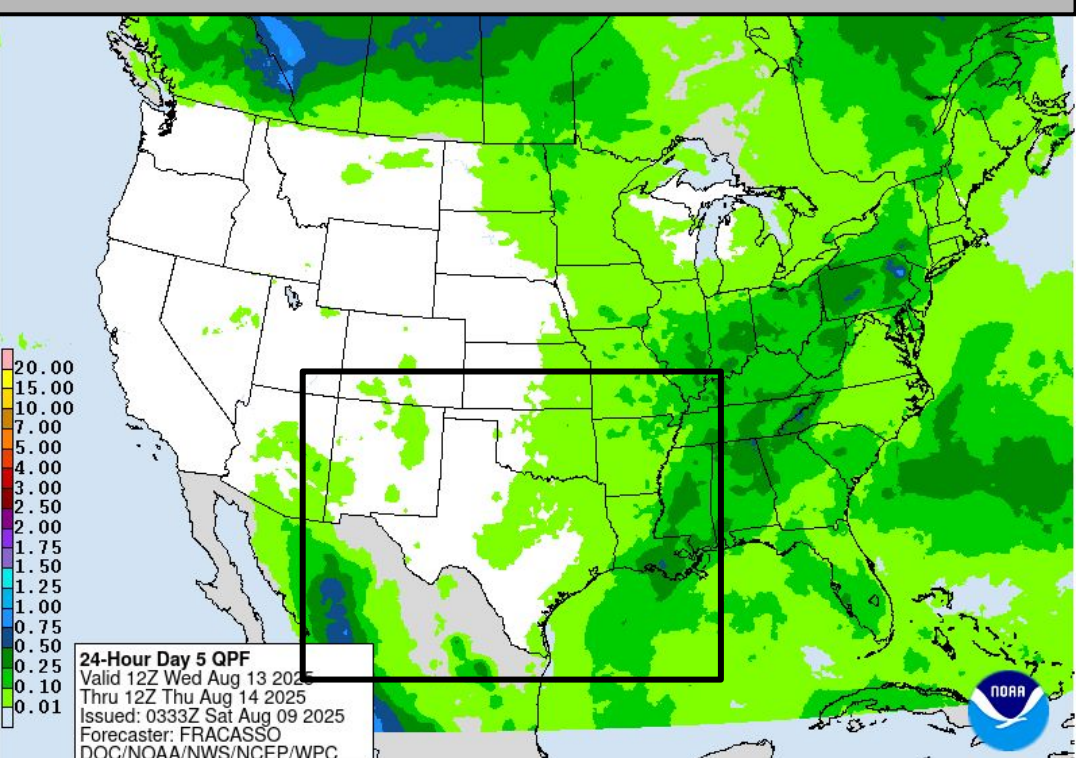 20.00
15.00
10.00
7.00
5.00
4.00
3.00
2.50
2.00
1.75
1.50
1.25
1.00
0.75
0.50
0.25
0.10
0.01
24-Hour Day 5 QPF
Valid 12Z Wed Aug 13 2025
Thru 12Z Thu Aug 14 2025
Issued: 0333Z Sat Aug 09 2025
Forecaster: FRACASSO
DOC/NOAA/NWS/NCEP/WPC
NOAA